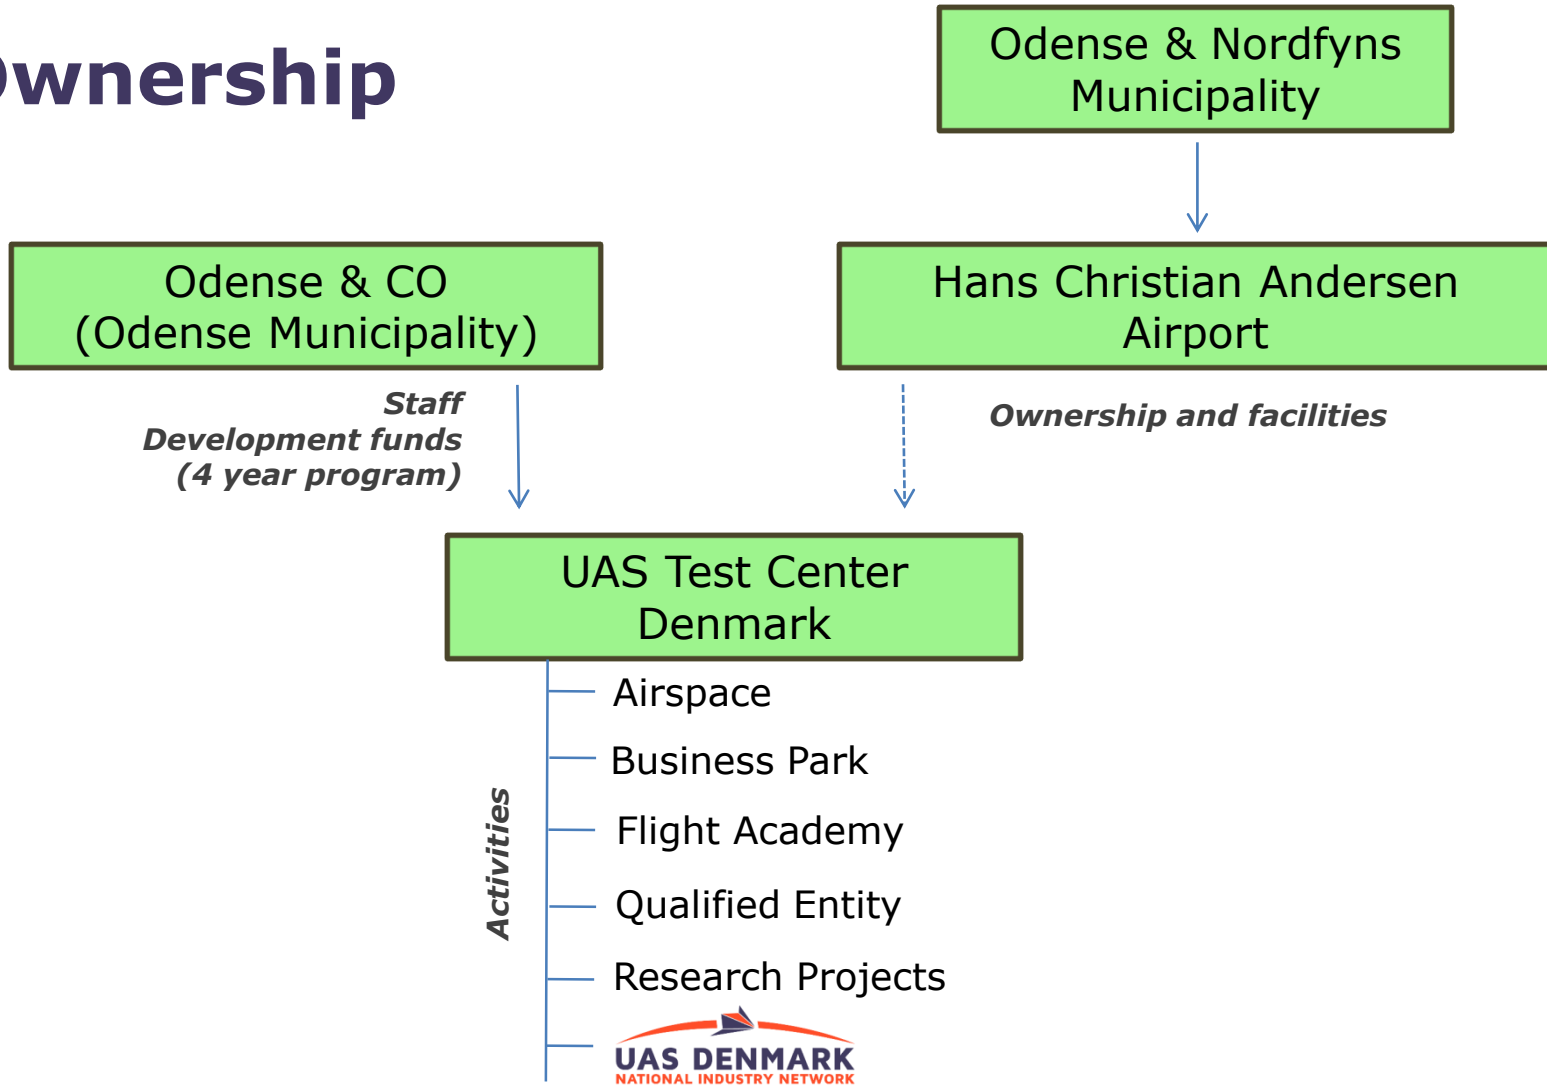 Ownership
Odense & Nordfyns
Municipality
Odense & CO
(Odense Municipality)
Hans Christian Andersen
Airport
Staff
Development funds
(4 year program)
Ownership and facilities
UAS Test Center
Denmark
Activities
Airspace
Business Park
Flight Academy
Qualified Entity
Research Projects
UAS DENMARK
NATIONAL INDUSTRY NETWORK